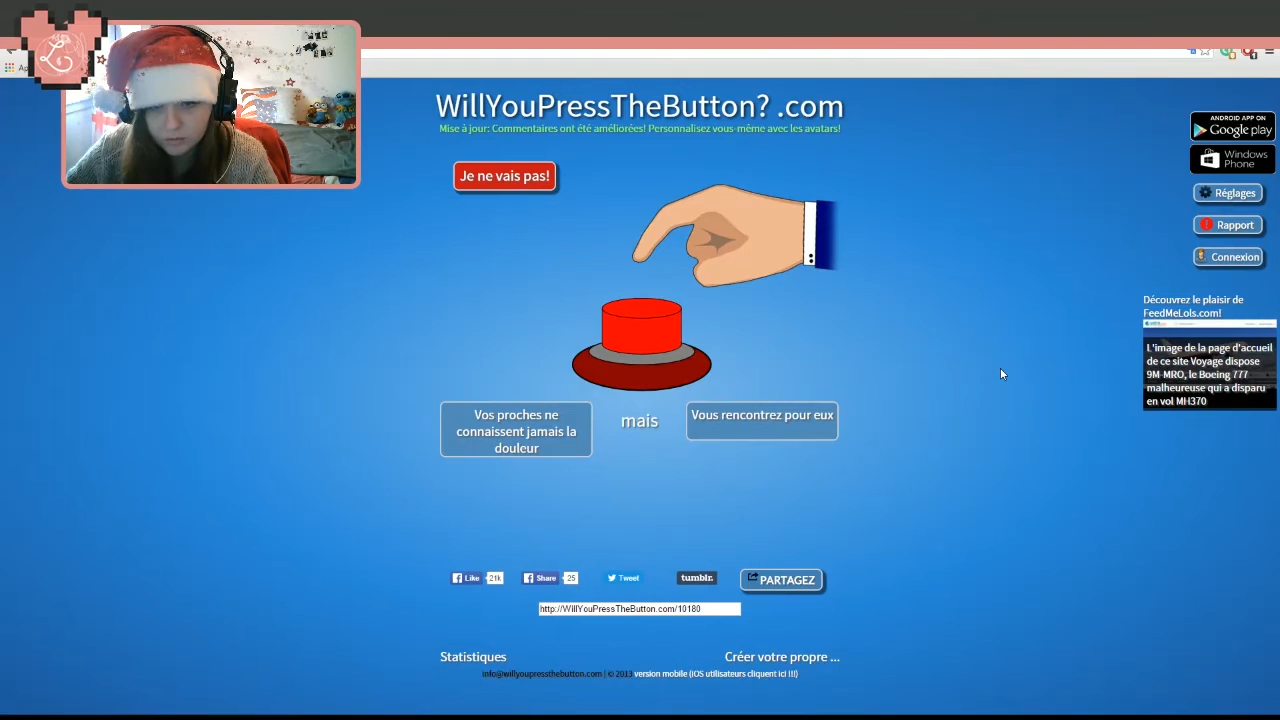 WillYouPressTheButton? .com
Mise à jour: Commentaires ont été améliorées! Personnalisez vous-même avec les avatars!
Je ne vais pas!
ANDROID APP ON
Google play
Windows
Phone
Réglages
Rapport
Connexion
Découvrez le plaisir de
FeedMeLols.com!
L'image de la page d'accueil
de ce site Voyage dispose
9M-MRO, le Boeing 777
malheureuse qui a disparu
en vol MH370
Vos proches ne
connaissent jamais la
douleur
mais
Vous rencontrez pour eux
Like 21k
Share 25
Tweet
tumblr.
PARTAGEZ
http://WillYouPressTheButton.com/10180
Statistiques
Créer votre propre ...
info@willyoupressthebutton.com | © 2013 version mobile (iOS utilisateurs cliquent ici !!!)